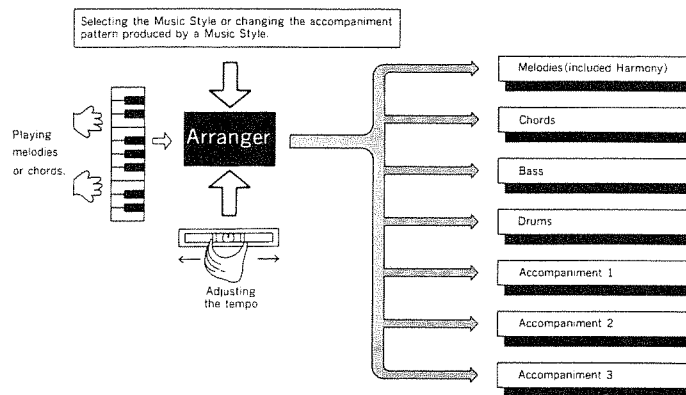 Selecting the Music Style or changing the accompaniment
pattern produced by a Music Style.
Playing
melodies
or chords.
Arranger
Adjusting
the tempo
Melodies (included Harmony)
Chords
Bass
Drums
Accompaniment 1
Accompaniment 2
Accompaniment 3